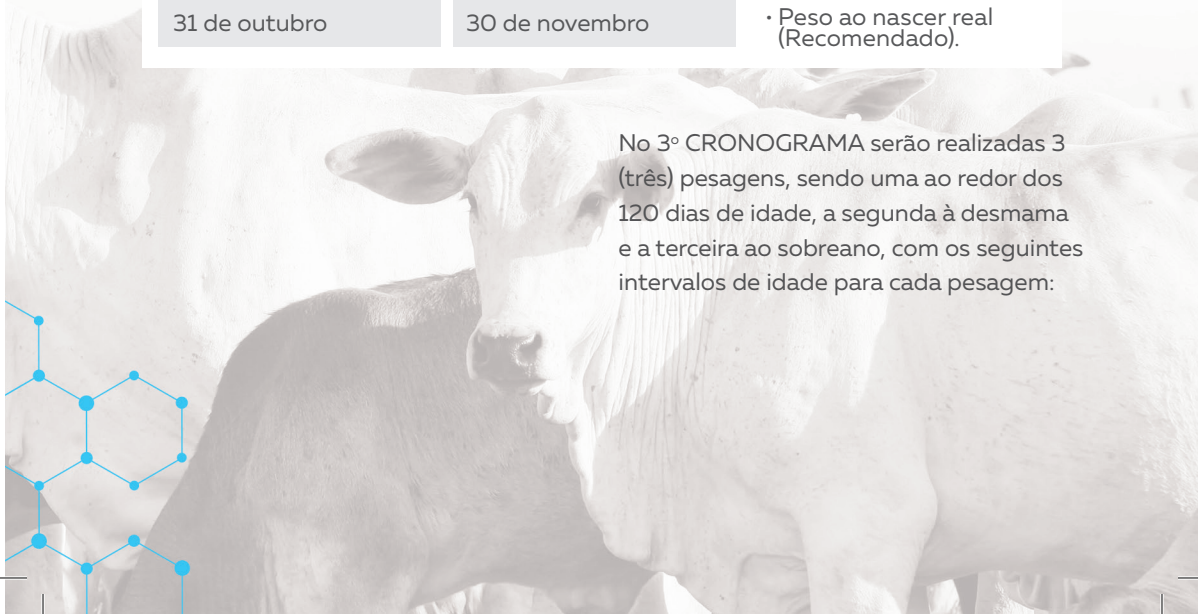 31 de outubro
30 de novembro
• Peso ao nascer real
(Recomendado).
No 3º CRONOGRAMA serão realizadas 3
(três) pesagens, sendo uma ao redor dos
120 dias de idade, a segunda à desmama
e a terceira ao sobreano, com os seguintes
intervalos de idade para cada pesagem: